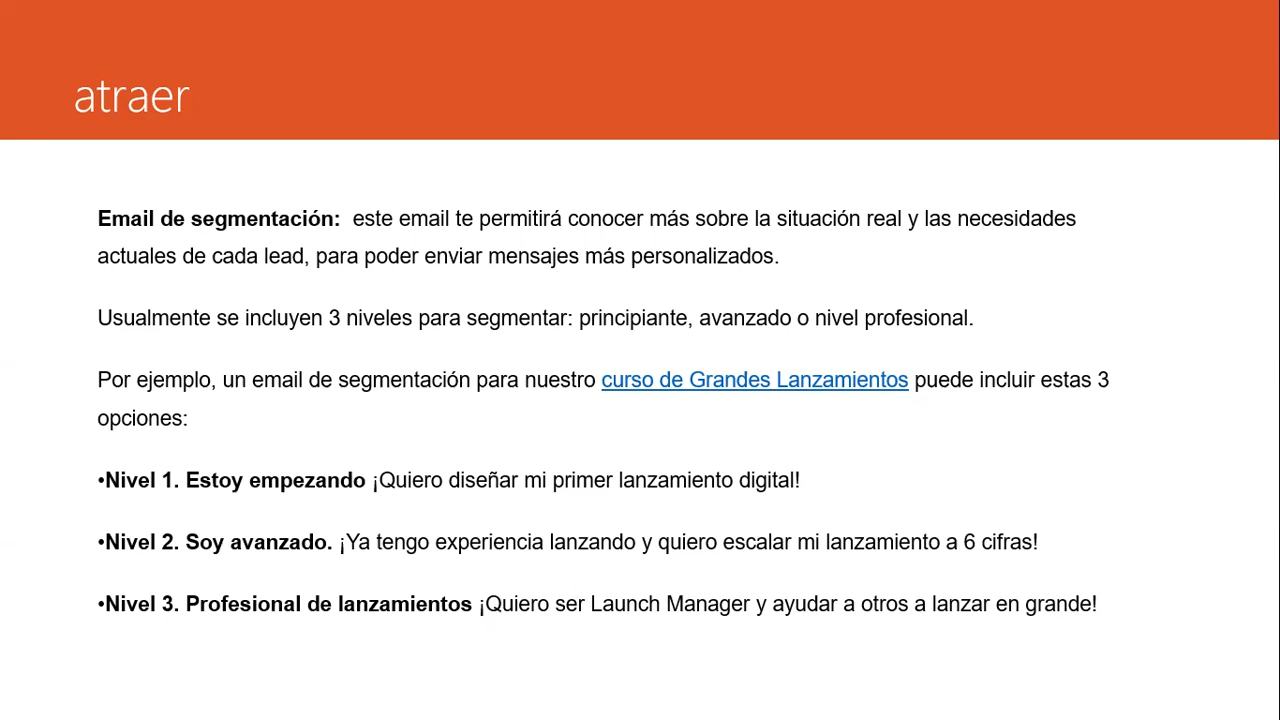 atraer
Email de segmentación: este email te permitirá conocer más sobre la situación real y las necesidades
actuales de cada lead, para poder enviar mensajes más personalizados.
Usualmente se incluyen 3 niveles para segmentar: principiante, avanzado o nivel profesional.
Por ejemplo, un email de segmentación para nuestro curso de Grandes Lanzamientos puede incluir estas 3
opciones:
•Nivel 1. Estoy empezando ¡Quiero diseñar mi primer lanzamiento digital!
•Nivel 2. Soy avanzado. ¡Ya tengo experiencia lanzando y quiero escalar mi lanzamiento a 6 cifras!
•Nivel 3. Profesional de lanzamientos ¡Quiero ser Launch Manager y ayudar a otros a lanzar en grande!